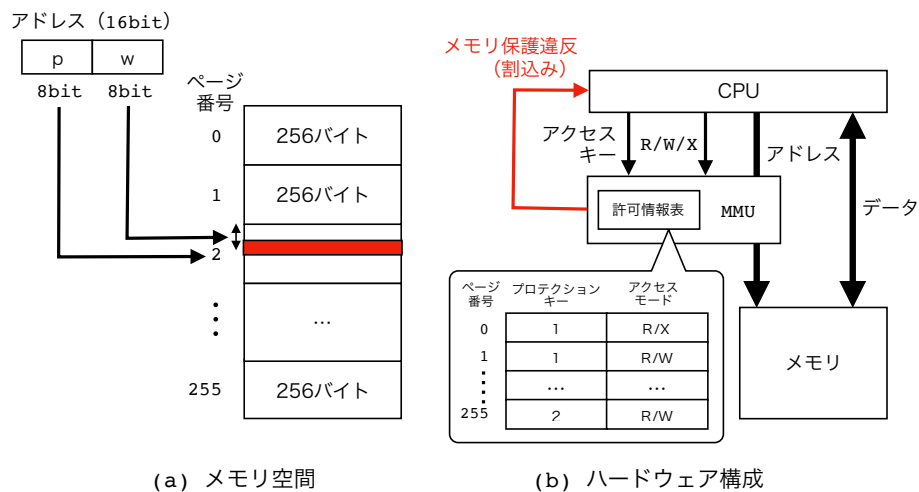 アドレス（16bit）
p w
8bit 8bit
ページ
番号
0 256バイト
1 256バイト
2
…
255 256バイト
(a) メモリ空間
メモリ保護違反
（割込み）
CPU
アクセス
キー
R/W/X
アドレス
データ
許可情報表 MMU
ページ
番号
プロテクション
キー
アクセス
モード
0 1 R/X
1 1 R/W
… …
255 2 R/W
メモリ
(b) ハードウェア構成